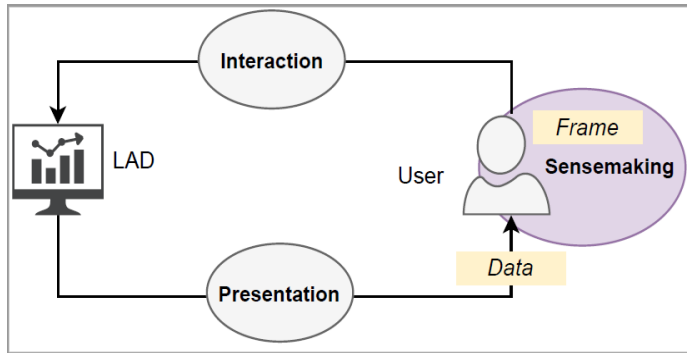 Interaction
Frame
LAD
User
Sensemaking
Data
Presentation